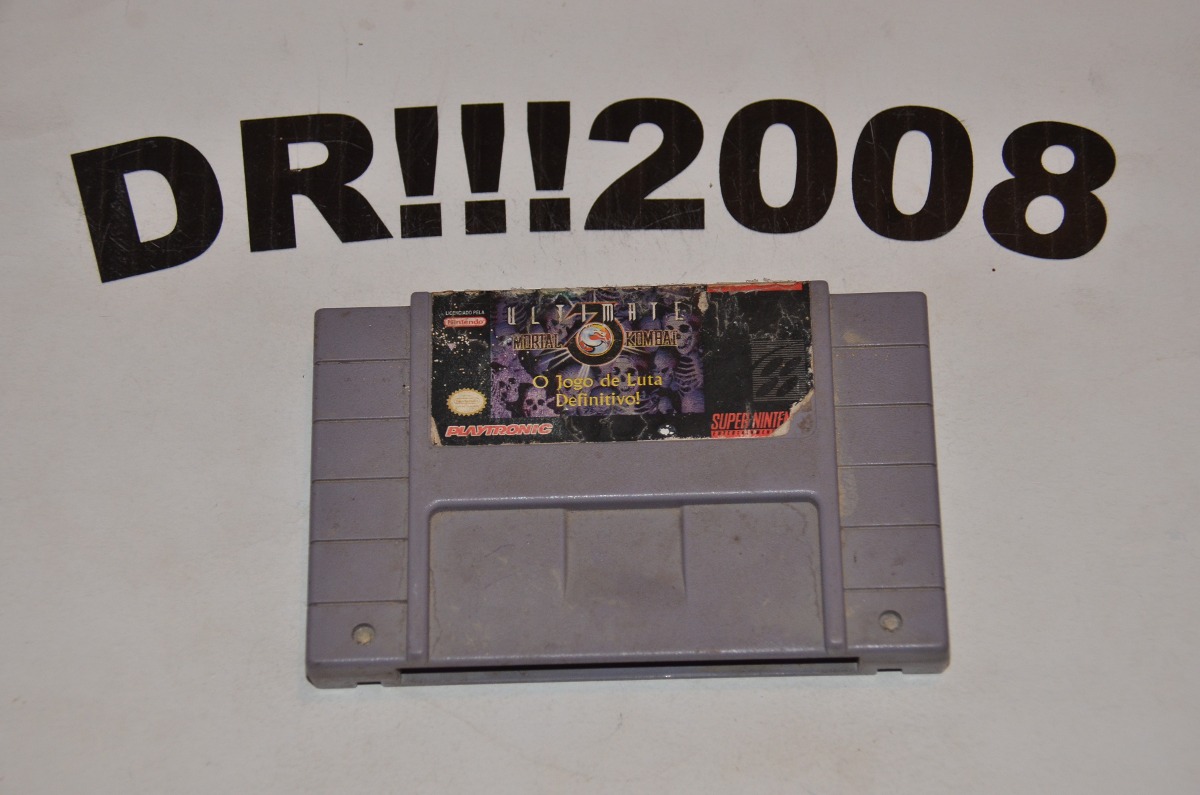 DR!!!2008
LICENCIADO PELA
Nintendo
ULTIMATE
MORTAL KOMBAT
O Jogo de Luta
Definitivo!
PLAYTRONIC
SUPER NINTEN